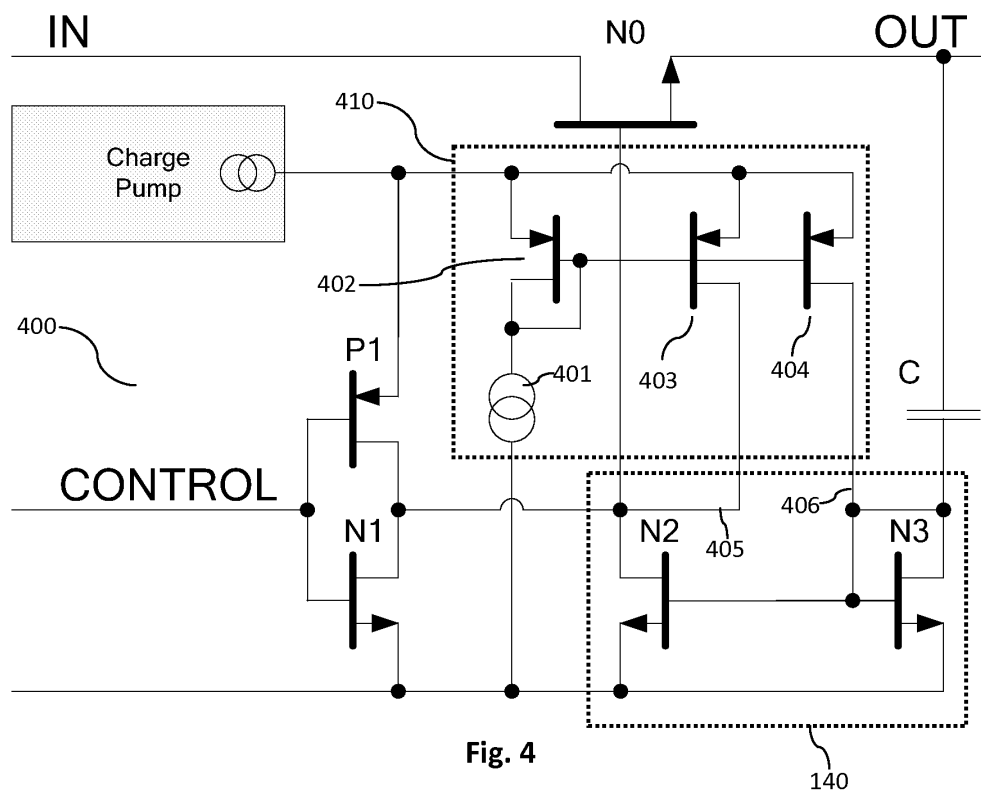 IN
N0
OUT
410
Charge
Pump
402
400
P1
401
403
404
C
CONTROL
406
N1
405
N2
N3
Fig. 4
140